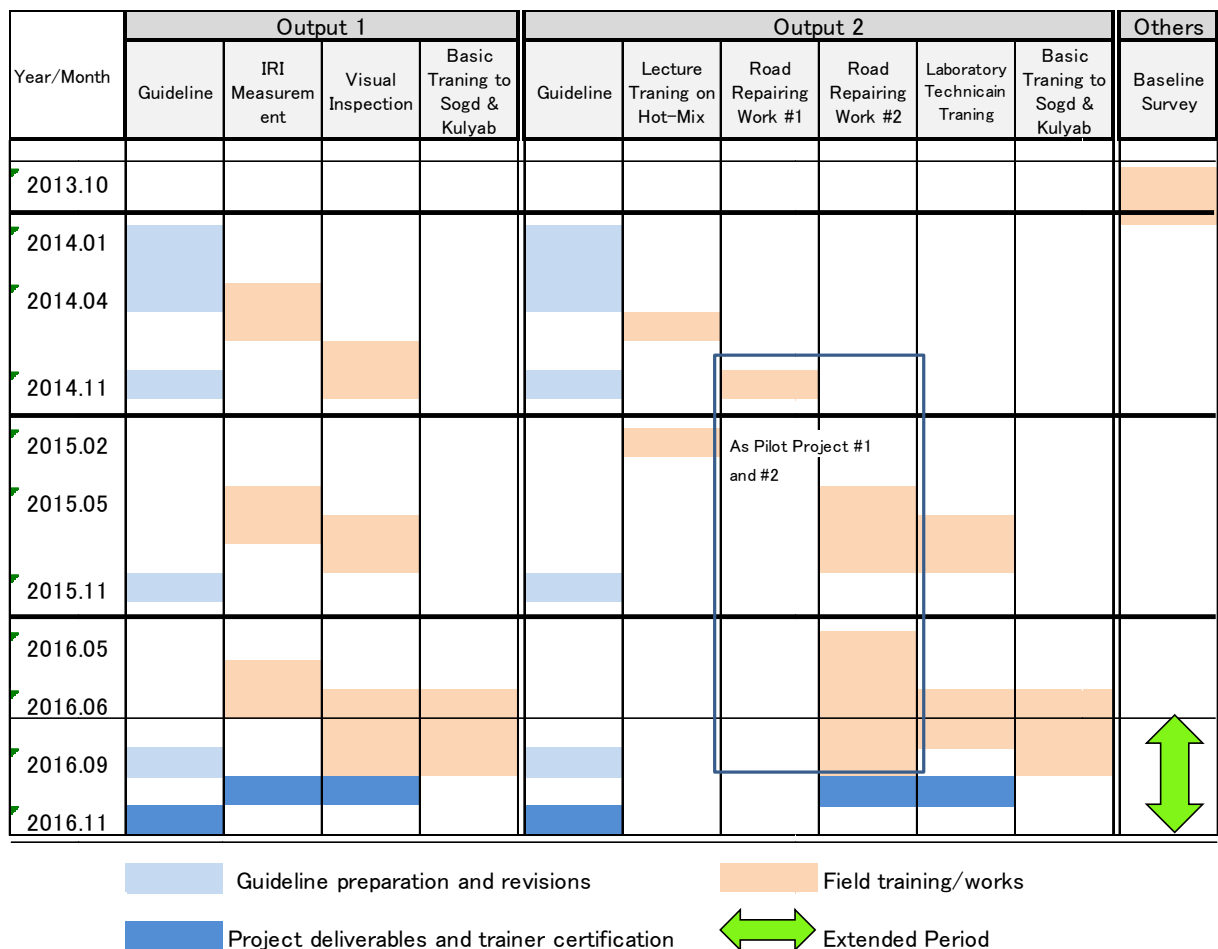 Output 1
Output 2
Others
Year/Month
Guideline
IRI
Measurem
ent
Visual
Inspection
Basic
Traning to
Sogd &
Kulyab
Guideline
Lecture
Traning on
Hot-Mix
Road
Repairing
Work #1
Road
Repairing
Work #2
Laboratory
Technicain
Traning
Basic
Traning to
Sogd &
Kulyab
Baseline
Survey
2013.10
2014.01
2014.04
2014.11
2015.02
As Pilot Project #1
and #2
2015.05
2015.11
2016.05
2016.06
2016.09
2016.11
Guideline preparation and revisions
Field training/works
Project deliverables and trainer certification
Extended Period